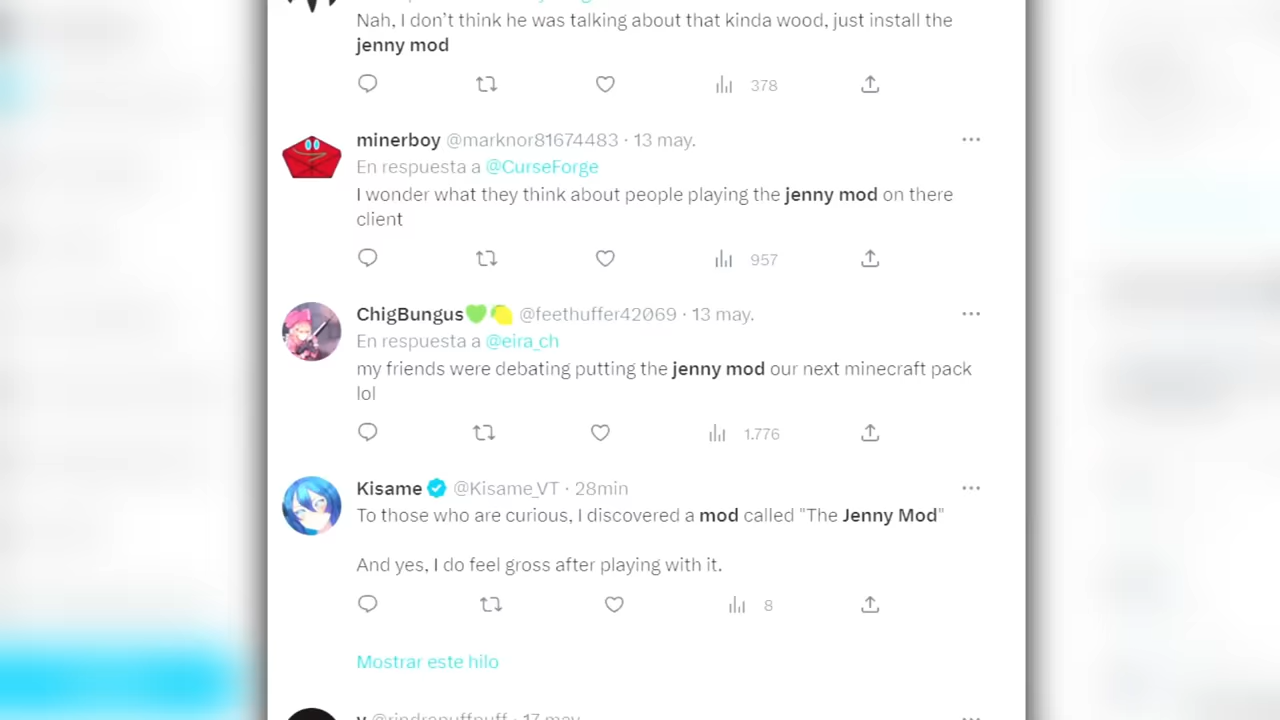 Nah, I don't think he was talking about that kinda wood, just install the
jenny mod
378
minerboy @marknor81674483 · 13 may.
En respuesta a @CurseForge
I wonder what they think about people playing the jenny mod on there
client
957
ChigBungus💚🍋 @feethuffer42069 · 13 may.
En respuesta a @eira_ch
my friends were debating putting the jenny mod our next minecraft pack
lol
1.776
Kisame @Kisame_VT · 28min
To those who are curious, I discovered a mod called "The Jenny Mod"
And yes, I do feel gross after playing with it.
8
Mostrar este hilo